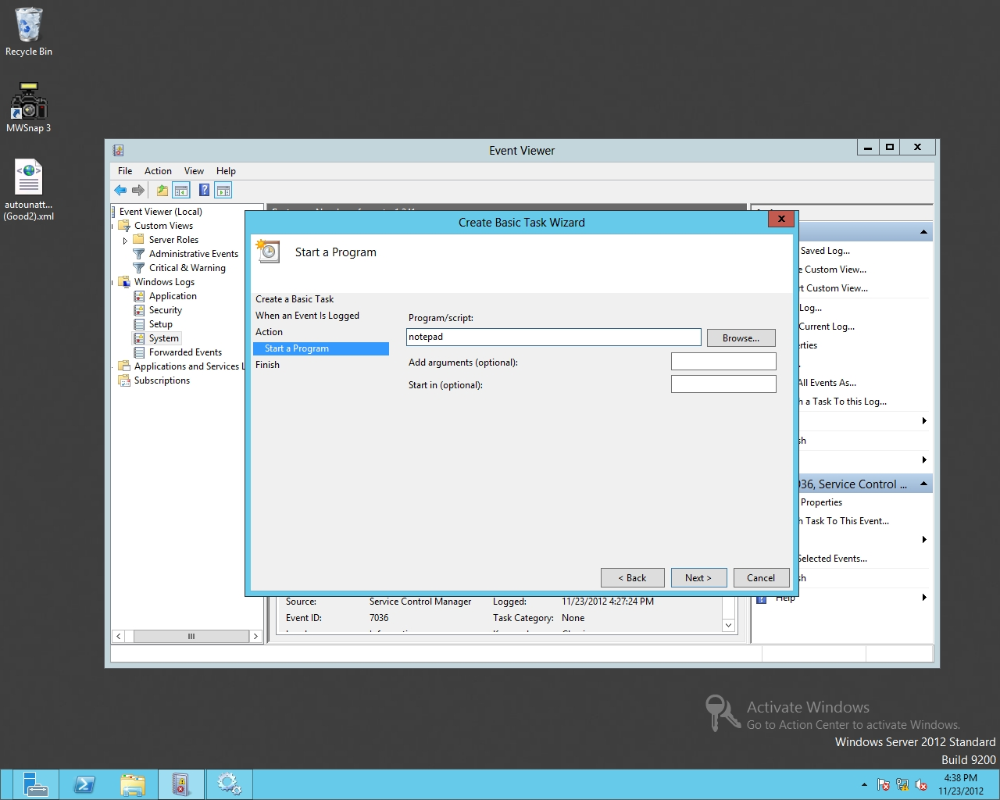 Recycle Bin
MWSnap 3
autounatt...
(Good2).xml
Event Viewer
File Action View Help
Event Viewer (Local)
Custom Views
Server Roles
Administrative Events
Critical & Warning
Windows Logs
Application
Security
Setup
System
Forwarded Events
Applications and Services L
Subscriptions
Create Basic Task Wizard
Start a Program
Create a Basic Task
When an Event Is Logged
Action
Start a Program
Finish
Program/script:
notepad
Browse...
Add arguments (optional):
Start in (optional):
< Back
Next >
Cancel
Saved Log...
Custom View...
Custom View...
Log...
Current Log...
All Events As...
a Task To this Log...
36, Service Control ...
Properties
Task To This Event...
Selected Events...
Help
Source: Service Control Manager Logged: 11/23/2012 4:27:24 PM
Event ID: 7036 Task Category: None
Activate Windows
Go to Action Center to activate Windows.
Windows Server 2012 Standard
Build 9200
4:38 PM
11/23/2012